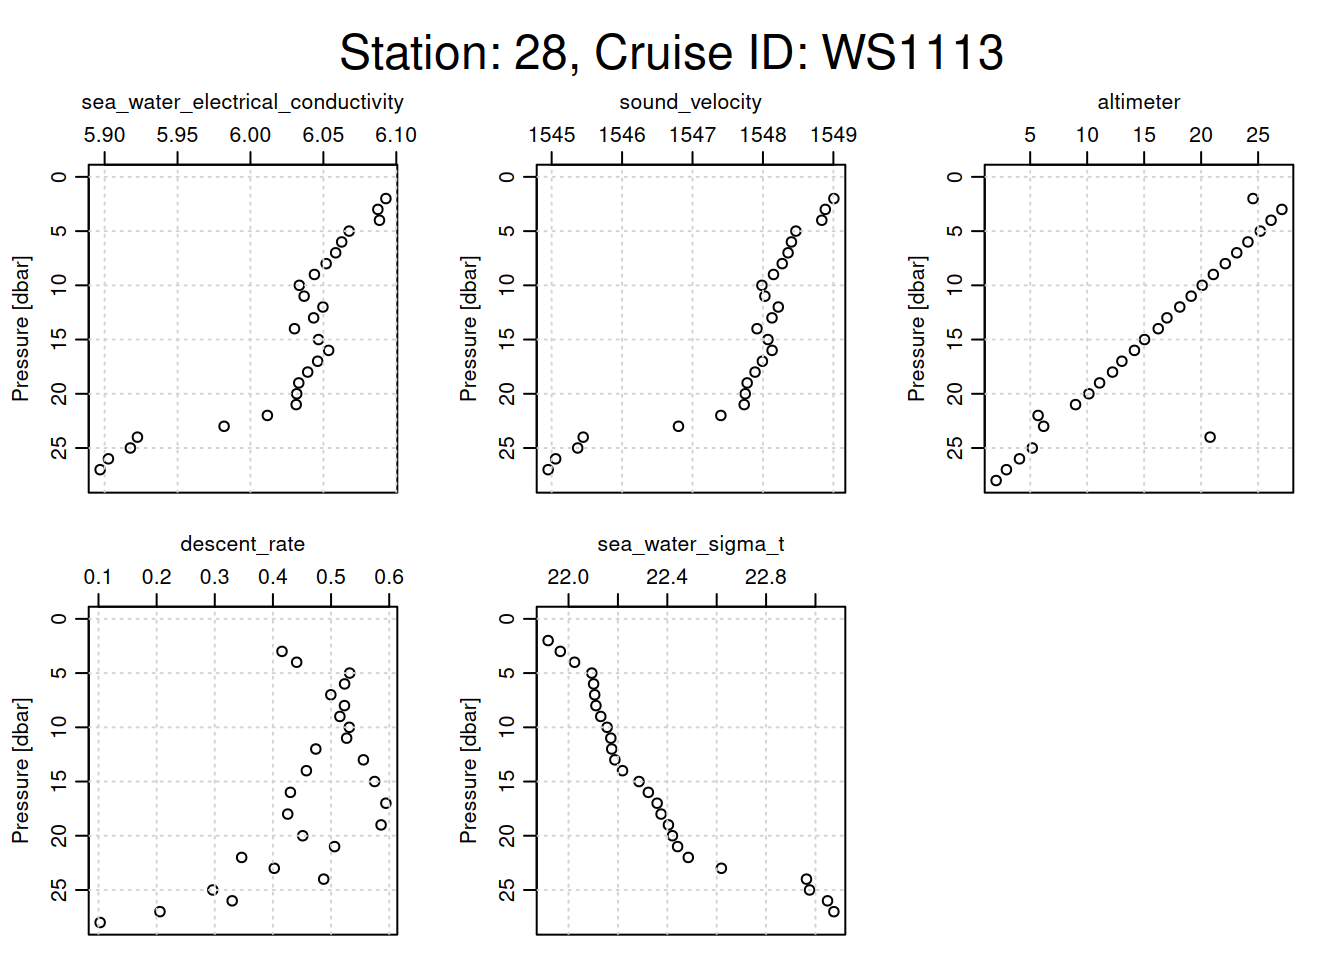 Station: 28, Cruise ID: WS1113
sea_water_electrical_conductivity
5.90 5.95 6.00 6.05 6.10
Pressure [dbar]
0
5
10
15
20
25
sound_velocity
1545 1546 1547 1548 1549
Pressure [dbar]
0
5
10
15
20
25
altimeter
5 10 15 20 25
Pressure [dbar]
0
5
10
15
20
25
descent_rate
0.1 0.2 0.3 0.4 0.5 0.6
Pressure [dbar]
0
5
10
15
20
25
sea_water_sigma_t
22.0 22.4 22.8
Pressure [dbar]
0
5
10
15
20
25